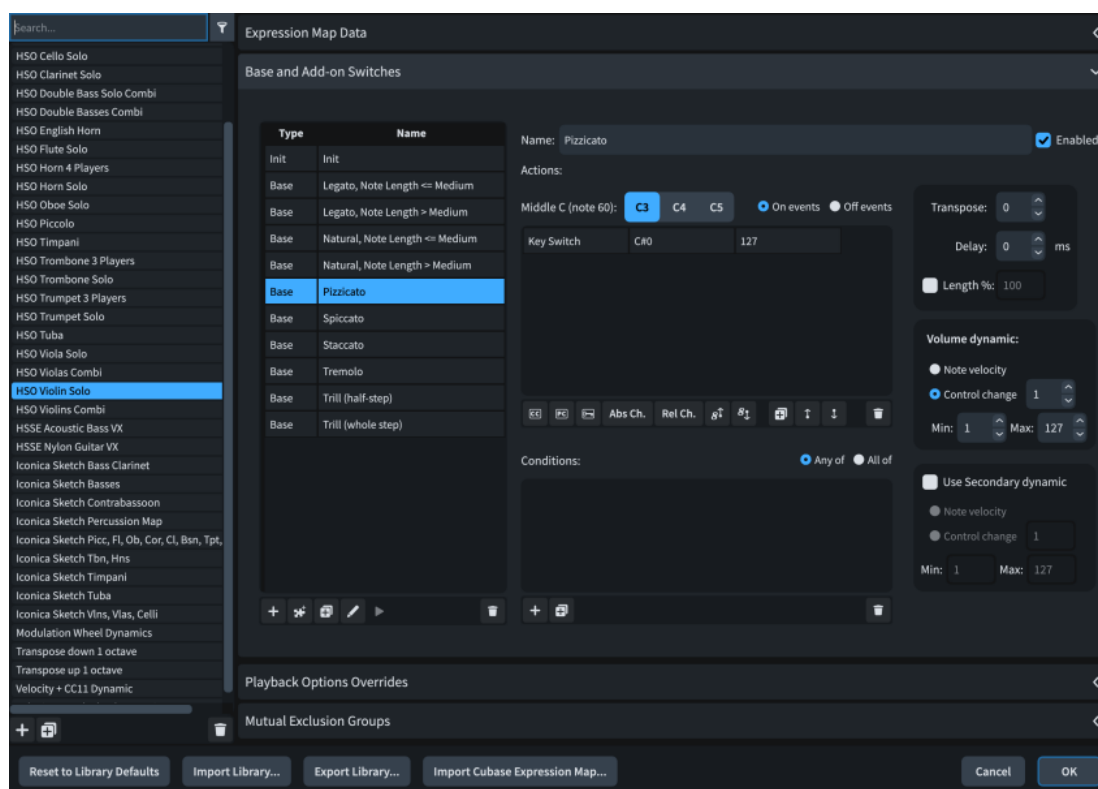 Search...
HSO Cello Solo
HSO Clarinet Solo
HSO Double Bass Solo Combi
HSO Double Basses Combi
HSO English Horn
HSO Flute Solo
HSO Horn 4 Players
HSO Horn Solo
HSO Oboe Solo
HSO Piccolo
HSO Timpani
HSO Trombone 3 Players
HSO Trombone Solo
HSO Trumpet 3 Players
HSO Trumpet Solo
HSO Tuba
HSO Viola Solo
HSO Violas Combi
HSO Violin Solo
HSO Violins Combi
HSSE Acoustic Bass VX
HSSE Nylon Guitar VX
Iconica Sketch Bass Clarinet
Iconica Sketch Basses
Iconica Sketch Contrabassoon
Iconica Sketch Percussion Map
Iconica Sketch Picc, Fl, Ob, Cor, Cl, Bsn, Tpt,
Iconica Sketch Tbn, Hns
Iconica Sketch Timpani
Iconica Sketch Tuba
Iconica Sketch Vlns, Vlas, Celli
Modulation Wheel Dynamics
Transpose down 1 octave
Transpose up 1 octave
Velocity + CC11 Dynamic
Expression Map Data
Base and Add-on Switches
Type Name
Init Init
Base Legato, Note Length <= Medium
Base Legato, Note Length > Medium
Base Natural, Note Length <= Medium
Base Natural, Note Length > Medium
Base Pizzicato
Base Spiccato
Base Staccato
Base Tremolo
Base Trill (half-step)
Base Trill (whole step)
Name: Pizzicato Enabled
Actions:
Middle C (note 60): C3 C4 C5 On events Off events
Key Switch C#0 127
CC PC Abs Ch. Rel Ch. 8 8
Conditions: Any of All of
Transpose: 0
Delay: 0 ms
Length %: 100
Volume dynamic:
Note velocity
Control change 1
Min: 1 Max: 127
Use Secondary dynamic
Note velocity
Control change 1
Min: 1 Max: 127
Playback Options Overrides
Mutual Exclusion Groups
Reset to Library Defaults Import Library... Export Library... Import Cubase Expression Map... Cancel OK